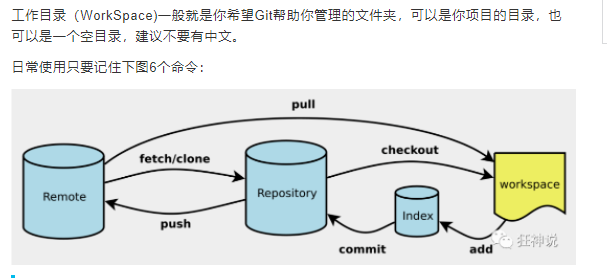 工作目录（WorkSpace)一般就是你希望Git帮助你管理的文件夹，可以是你项目的目录，也
可以是一个空目录，建议不要有中文。
日常使用只要记住下图6个命令：
pull
fetch/clone
checkout
Remote
Repository
workspace
Index
push
commit
add
狂神说